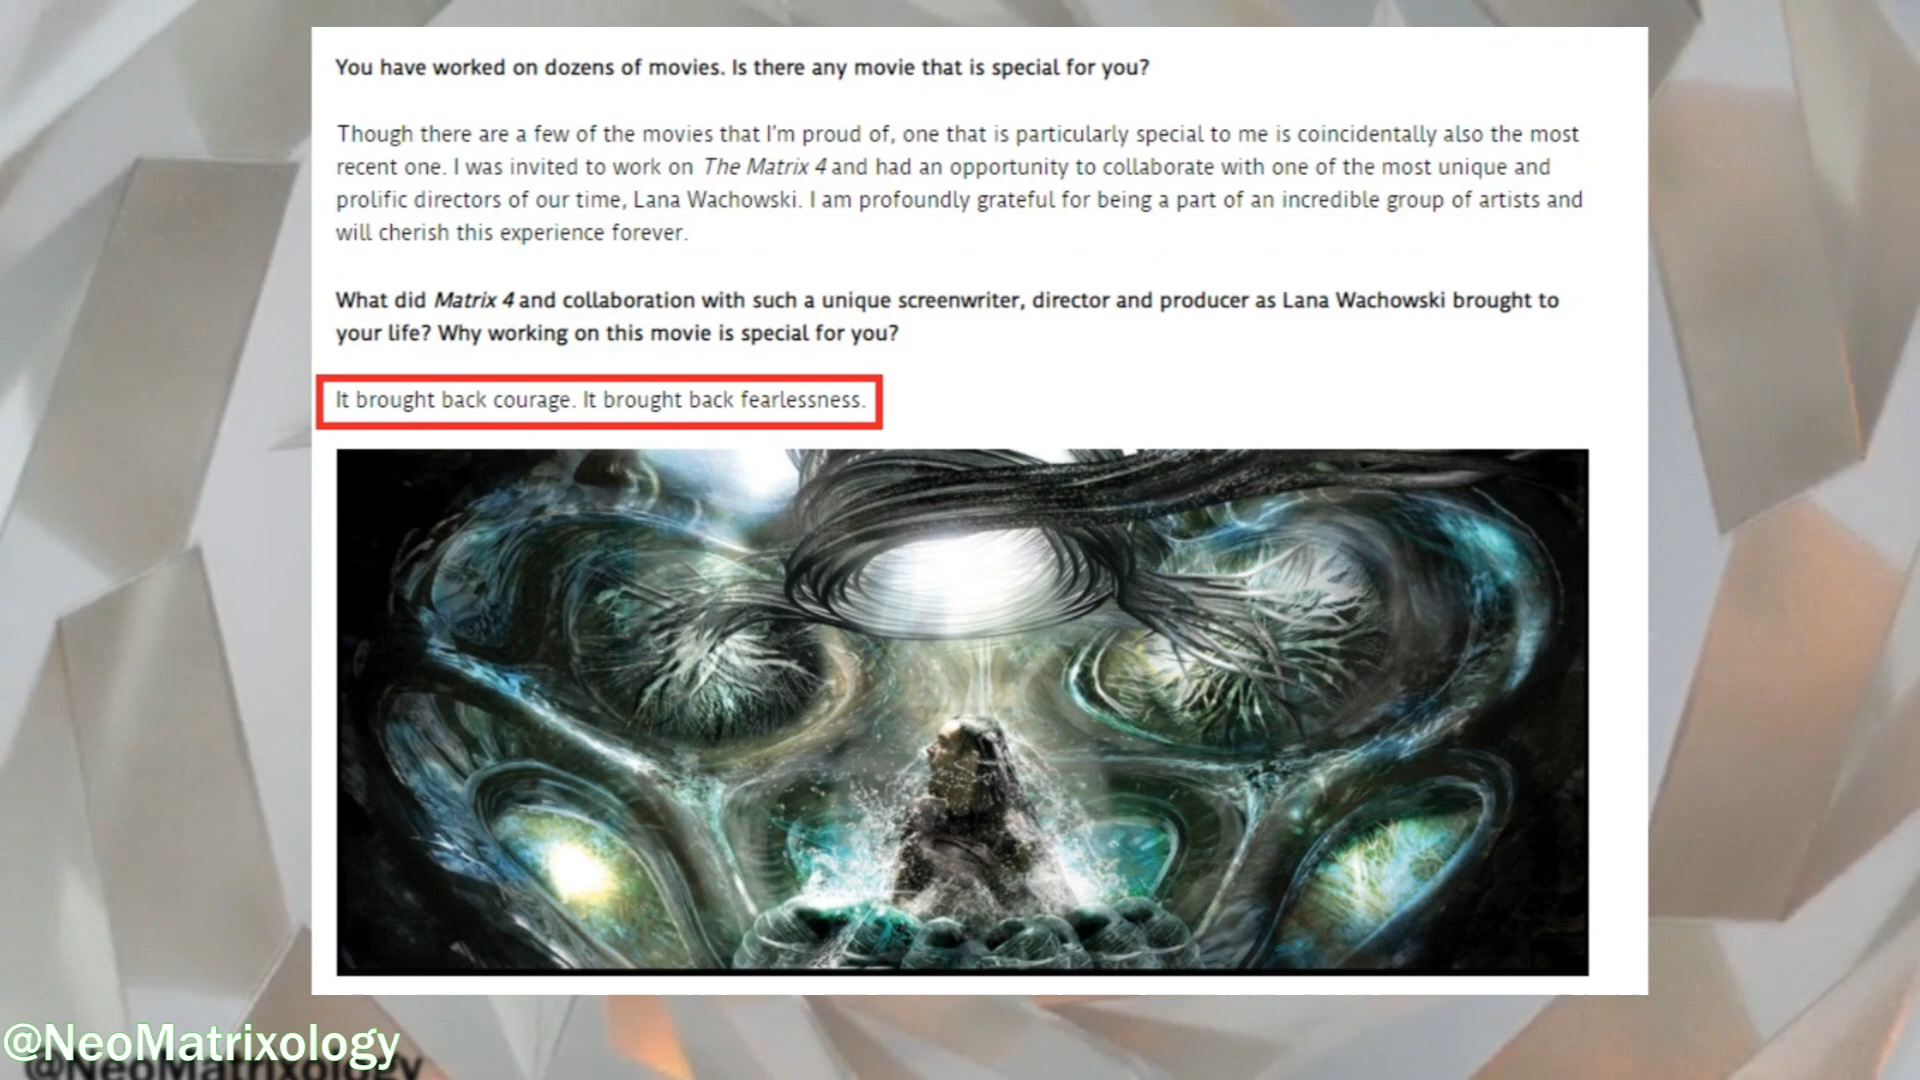 You have worked on dozens of movies. Is there any movie that is special for you?
Though there are a few of the movies that I'm proud of, one that is particularly special to me is coincidentally also the most
recent one. I was invited to work on The Matrix 4 and had an opportunity to collaborate with one of the most unique and
prolific directors of our time, Lana Wachowski. I am profoundly grateful for being a part of an incredible group of artists and
will cherish this experience forever.
What did Matrix 4 and collaboration with such a unique screenwriter, director and producer as Lana Wachowski brought to
your life? Why working on this movie is special for you?
It brought back courage. It brought back fearlessness.
@NeoMatrixology
@NeoMatrixology